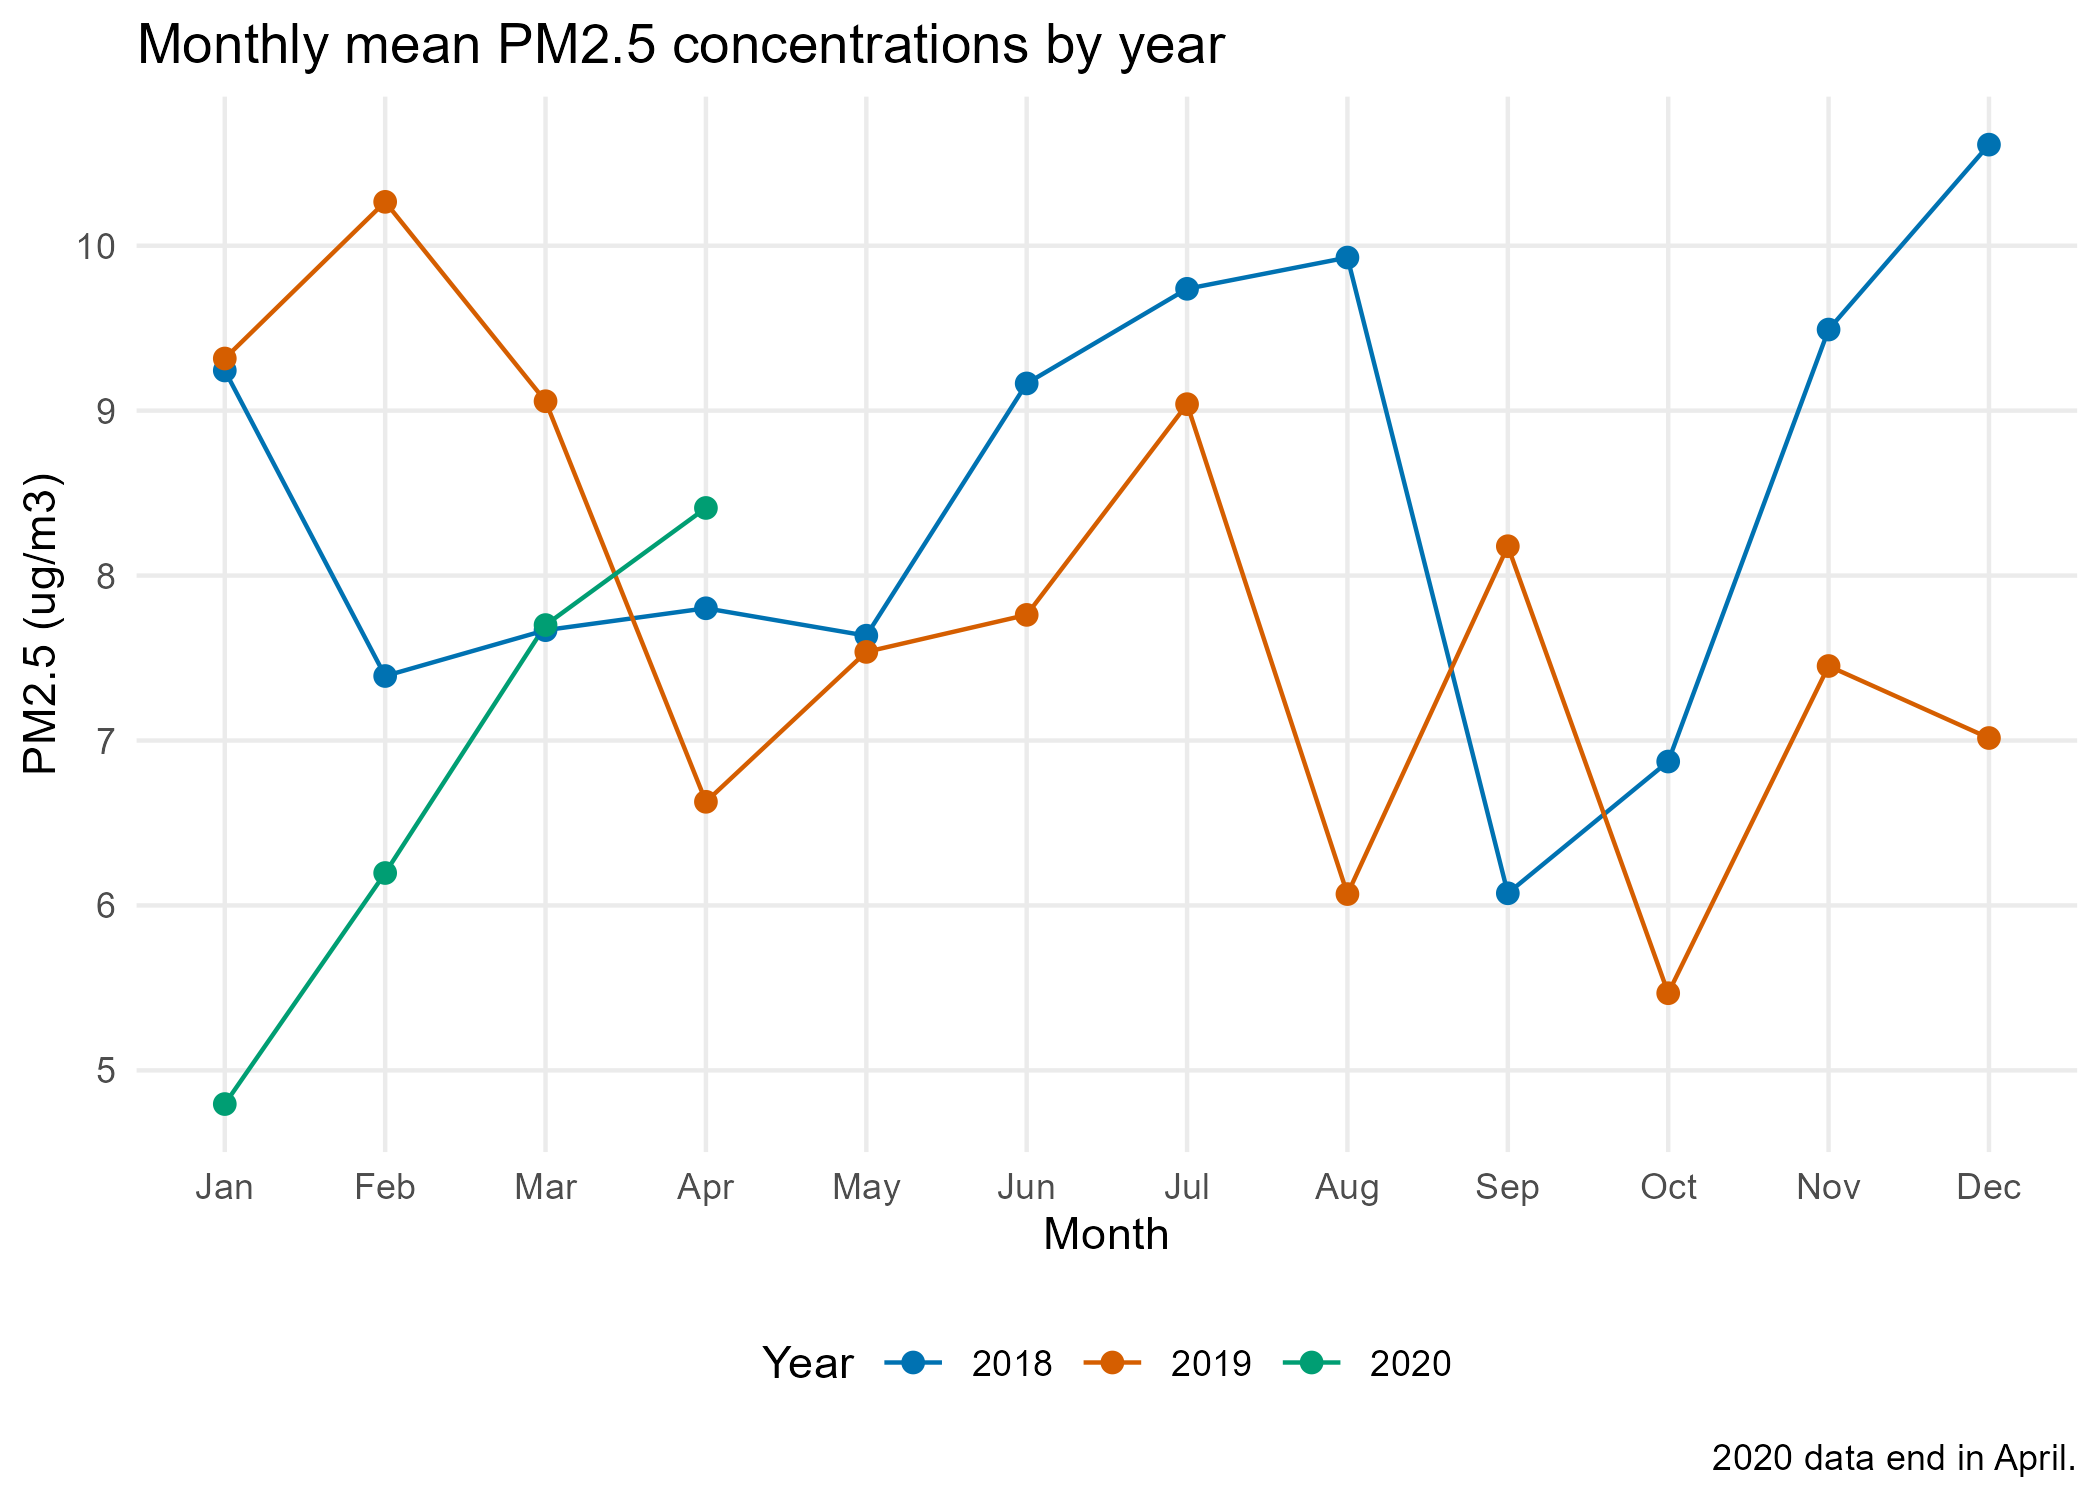 Monthly mean PM2.5 concentrations by year
PM2.5 (ug/m3)
10
9
8
7
6
5
Jan Feb Mar Apr May Jun Jul Aug Sep Oct Nov Dec
Month
Year 2018 2019 2020
2020 data end in April.